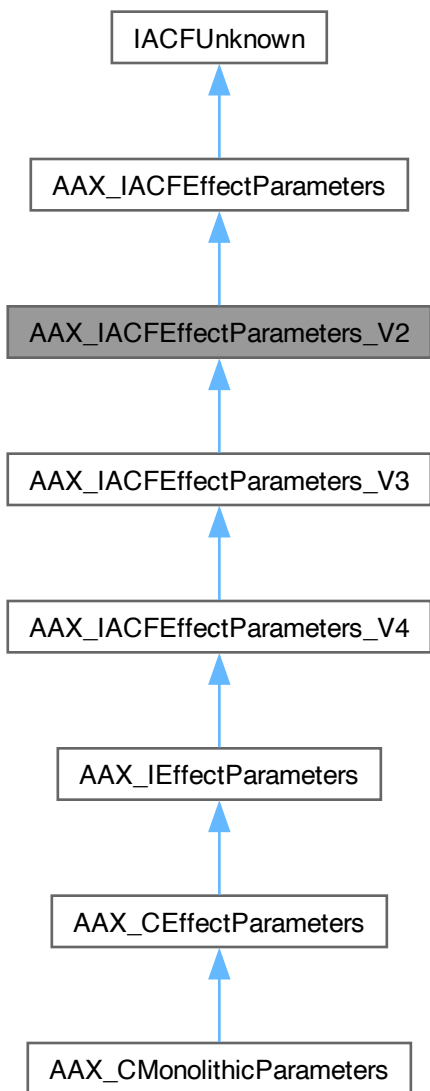 IACFUnknown
AAX_IACFEffectParameters
AAX_IACFEffectParameters_V2
AAX_IACFEffectParameters_V3
AAX_IACFEffectParameters_V4
AAX_IEffectParameters
AAX_CEffectParameters
AAX_CMonolithicParameters